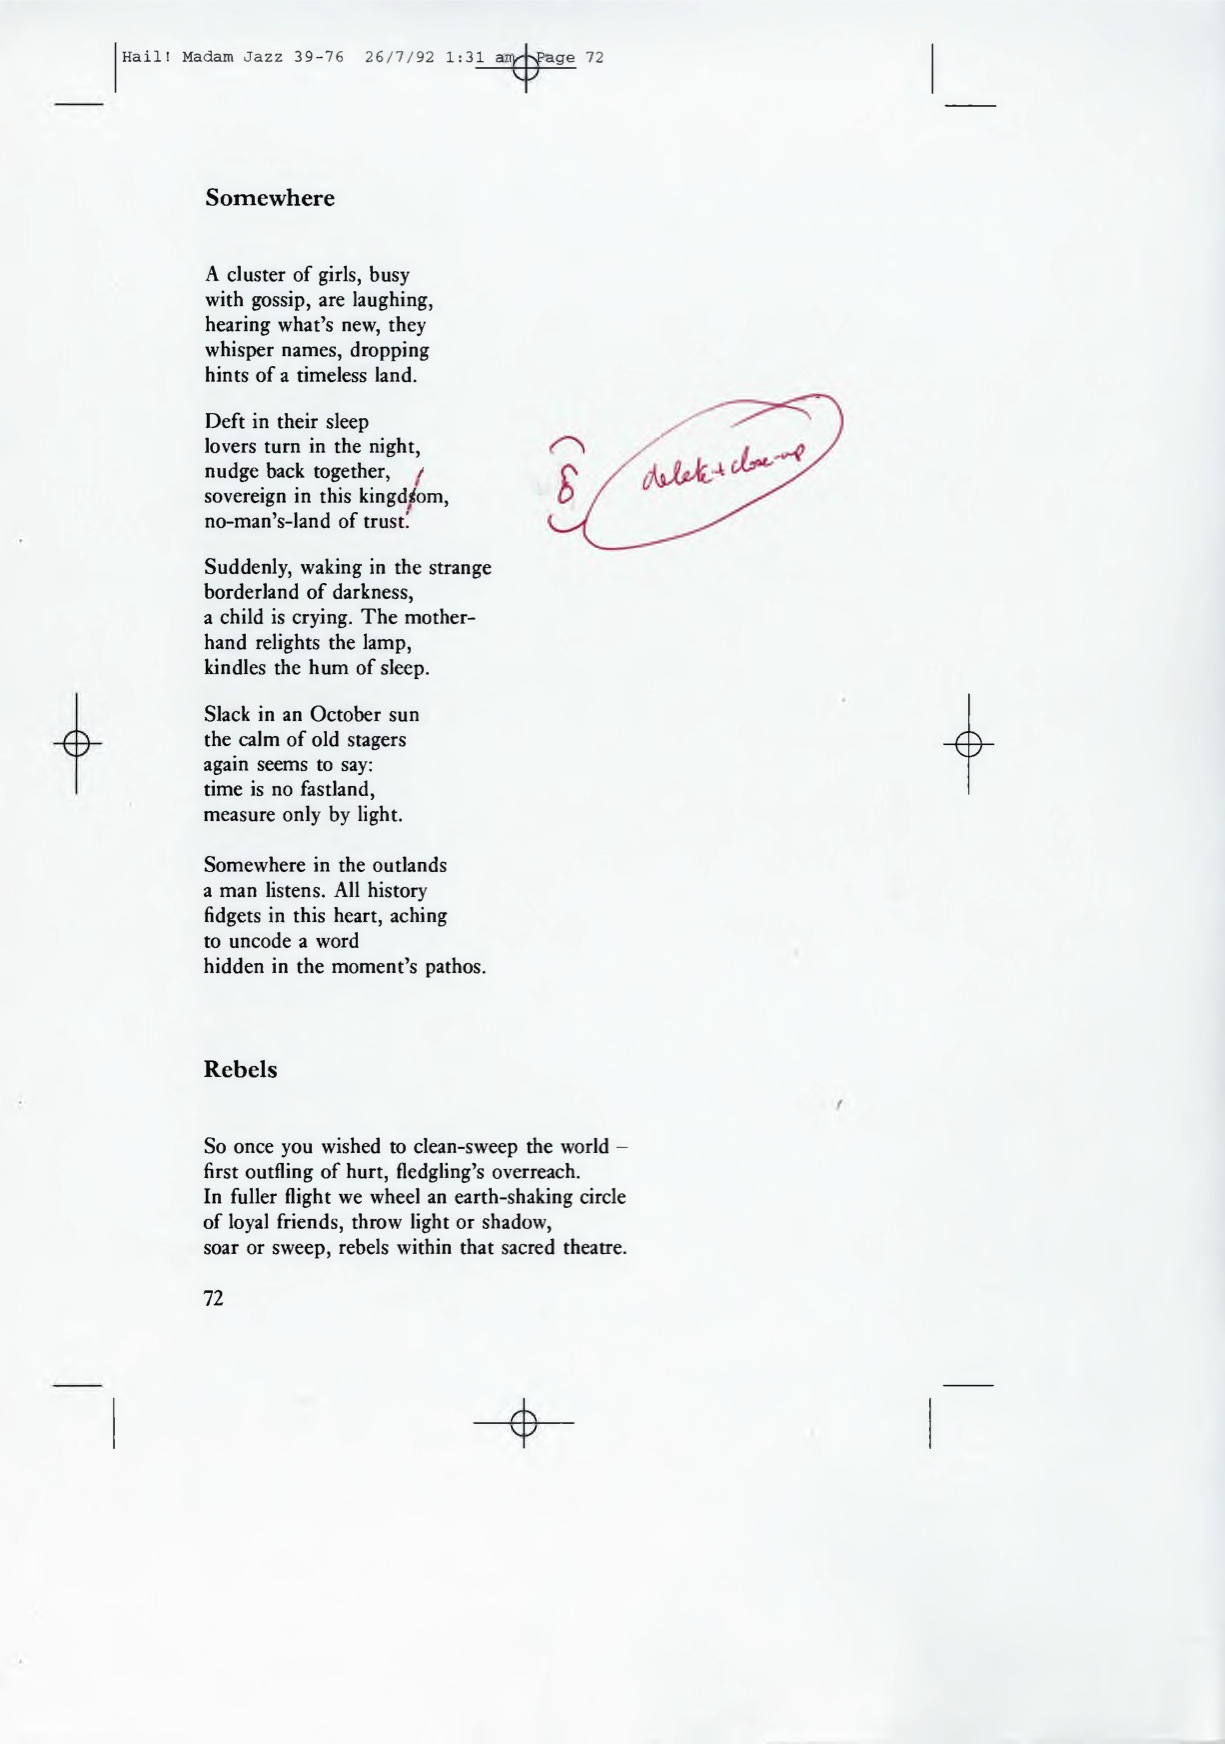 Hail! Madam Jazz 39-76 26/7/92 1:31 am Page 72
Somewhere
A cluster of girls, busy
with gossip, are laughing,
hearing what's new, they
whisper names, dropping
hints of a timeless land.
Deft in their sleep
lovers turn in the night,
nudge back together,
sovereign in this kingdsom,
no-man's-land of trust.
delete + close-up
Suddenly, waking in the strange
borderland of darkness,
a child is crying. The mother-
hand relights the lamp,
kindles the hum of sleep.
Slack in an October sun
the calm of old stagers
again seems to say:
time is no fastland,
measure only by light.
Somewhere in the outlands
a man listens. All history
fidgets in this heart, aching
to uncode a word
hidden in the moment's pathos.
Rebels
So once you wished to clean-sweep the world –
first outfling of hurt, fledgling's overreach.
In fuller flight we wheel an earth-shaking circle
of loyal friends, throw light or shadow,
soar or sweep, rebels within that sacred theatre.
72